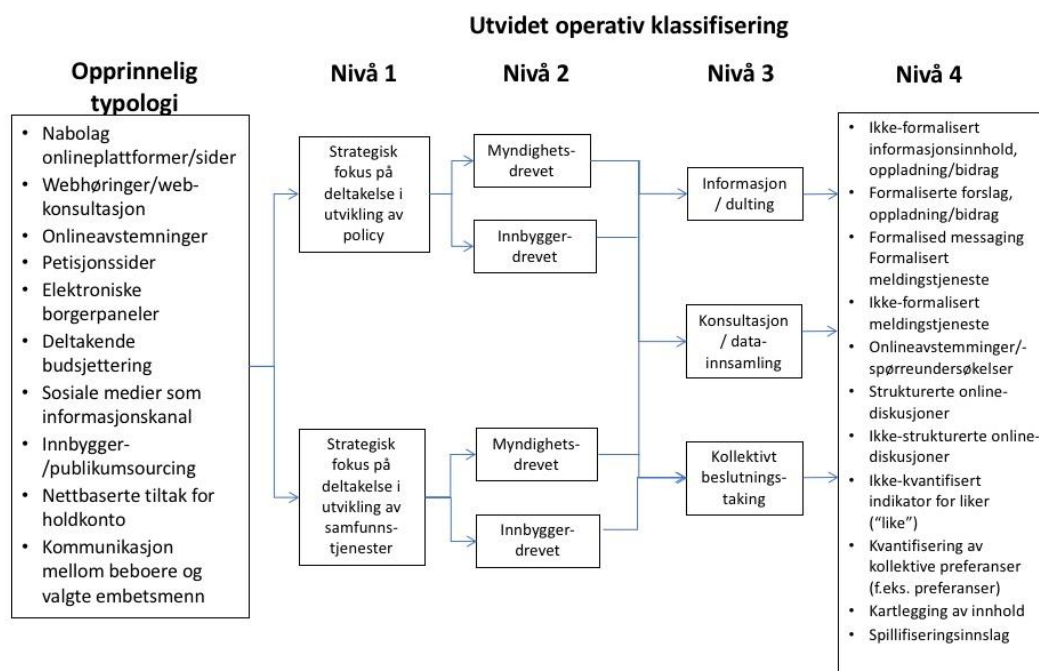 Utvidet operativ klassifisering
Opprinnelig
typologi
Nivå 1
Nivå 2
Nivå 3
Nivå 4
• Nabolag
onlineplattformer/sider
• Webhøringer/web-
konsultasjon
• Onlineavstemninger
• Petisjonssider
• Elektroniske
borgerpaneler
• Deltakende
budsjettering
• Sosiale medier som
informasjonskanal
• Innbygger-
/publikumsourcing
• Nettbaserte tiltak for
holdkonto
• Kommunikasjon
mellom beboere og
valgte embetsmenn
Strategisk
fokus på
deltakelse i
utvikling av
policy
Strategisk
fokus på
deltakelse i
utvikling av
samfunns-
tjenester
Myndighets-
drevet
Innbygger-
drevet
Myndighets-
drevet
Innbygger-
drevet
Informasjon
/ dulting
Konsultasjon
/ data-
innsamling
Kollektivt
beslutnings-
taking
• Ikke-formalisert
informasjonsinnhold,
oppladning/bidrag
• Formaliserte forslag,
oppladning/bidrag
• Formalised messaging
Formalisert
meldingstjeneste
• Ikke-formalisert
meldingstjeneste
• Onlineavstemminger/-
spørreundersøkelser
• Strukturerte online-
diskusjoner
• Ikke-strukturerte online-
diskusjoner
• Ikke-kvantifisert
indikator for liker
(“like”)
• Kvantifisering av
kollektive preferanser
(f.eks. preferanser)
• Kartlegging av innhold
• Spillifiseringsinnslag